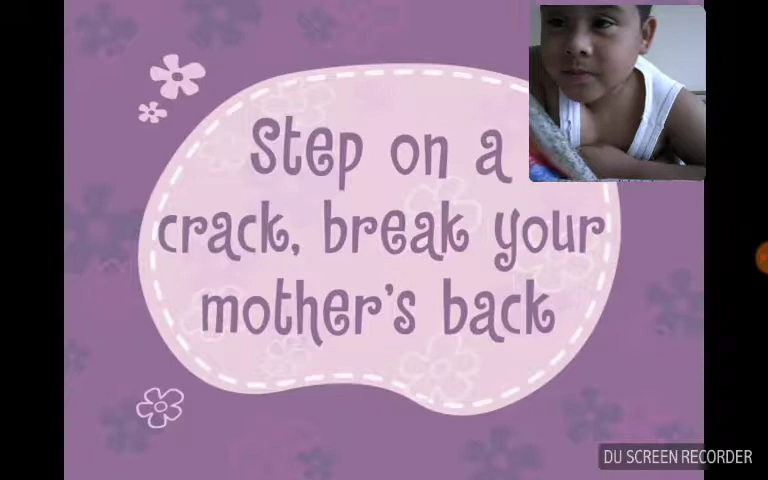 Step on a
crack, break your
mother's back
DU SCREEN RECORDER